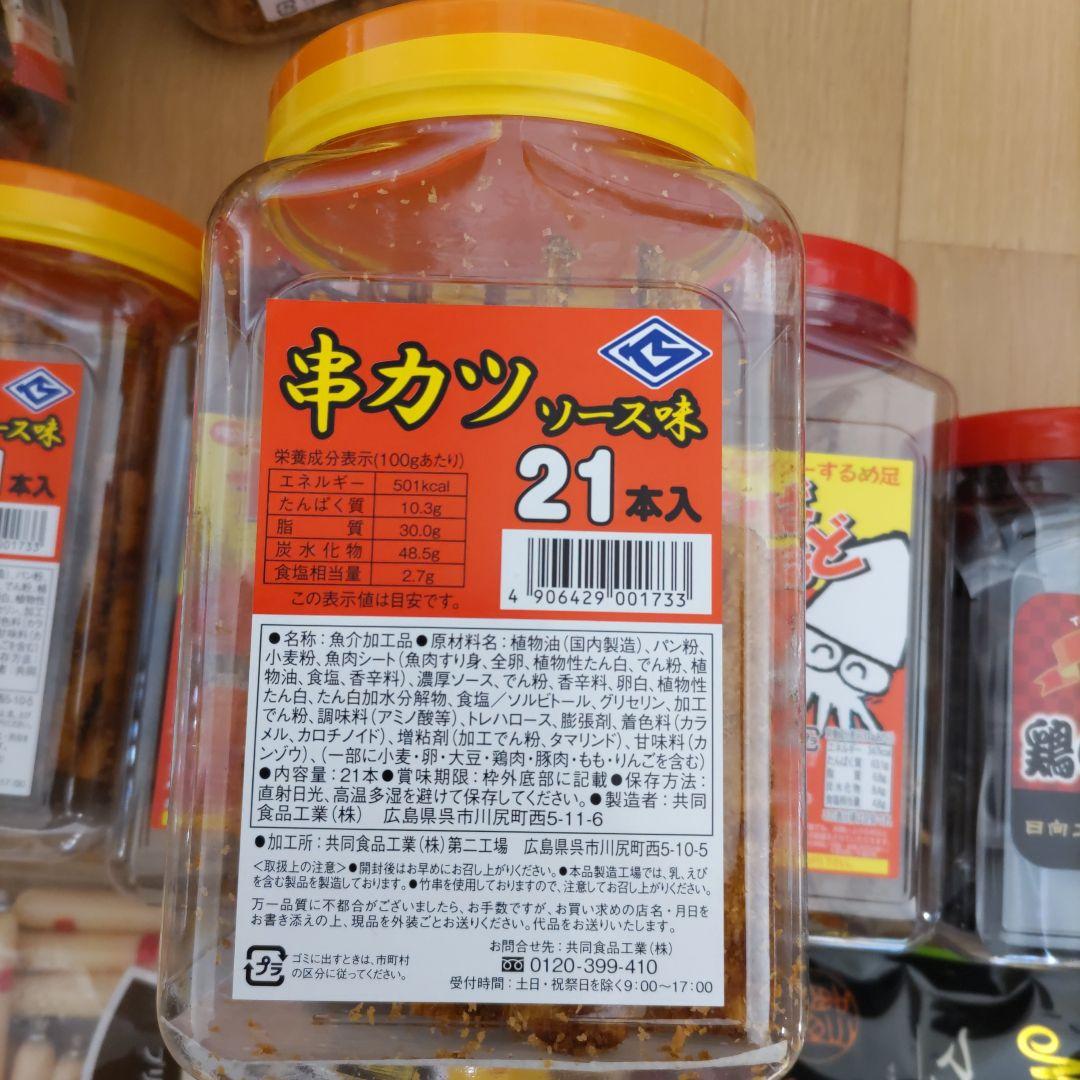 串カツ
ソース味
21本入
栄養成分表示(100gあたり)
エネルギー 501kcal
たんぱく質 10.3g
脂質 30.0g
炭水化物 48.5g
食塩相当量 2.7g
この表示値は目安です。
4 906429 001733
●名称:魚介加工品●原材料名:植物油(国内製造)、パン粉、
小麦粉、魚肉シート(魚肉すり身、全卵、植物性たん白、でん粉、植
物油、食塩、香辛料)、濃厚ソース、でん粉、香辛料、卵白、植物性
たん白、たん白加水分解物、食塩/ソルビトール、グリセリン、加工
でん粉、調味料(アミノ酸等)、トレハロース、膨張剤、着色料(カラ
メル、カロチノイド)、増粘剤(加工でん粉、タマリンド)、甘味料(カ
ンゾウ)、(一部に小麦・卵・大豆・鶏肉・豚肉・もも・りんごを含む)
●内容量:21本●賞味期限:枠外底部に記載●保存方法:
直射日光、高温多湿を避けて保存してください。●製造者:共同
食品工業(株) 広島県呉市川尻町西5-11-6
●加工所:共同食品工業(株)第二工場 広島県呉市川尻町西5-10-5
<取扱上の注意>●開封後はお早めにお召し上がりください。●本品製造工場では、乳、えび
を含む製品を製造しております。●竹串を使用しておりますので、注意してお召し上がりください。
万一品質に不都合がございましたら、お手数ですが、お買い求めの店名・月日を
お書き添えの上、現品を外装ごとお送りください。代品をお送りいたします。
プラ
ゴミに出すときは、市町村
の区分に従ってください。
お問合せ先:共同食品工業(株)
0120-399-410
受付時間:土日・祝祭日を除く9:00~17:00
ース味
本入
001733
するめ足
鶏